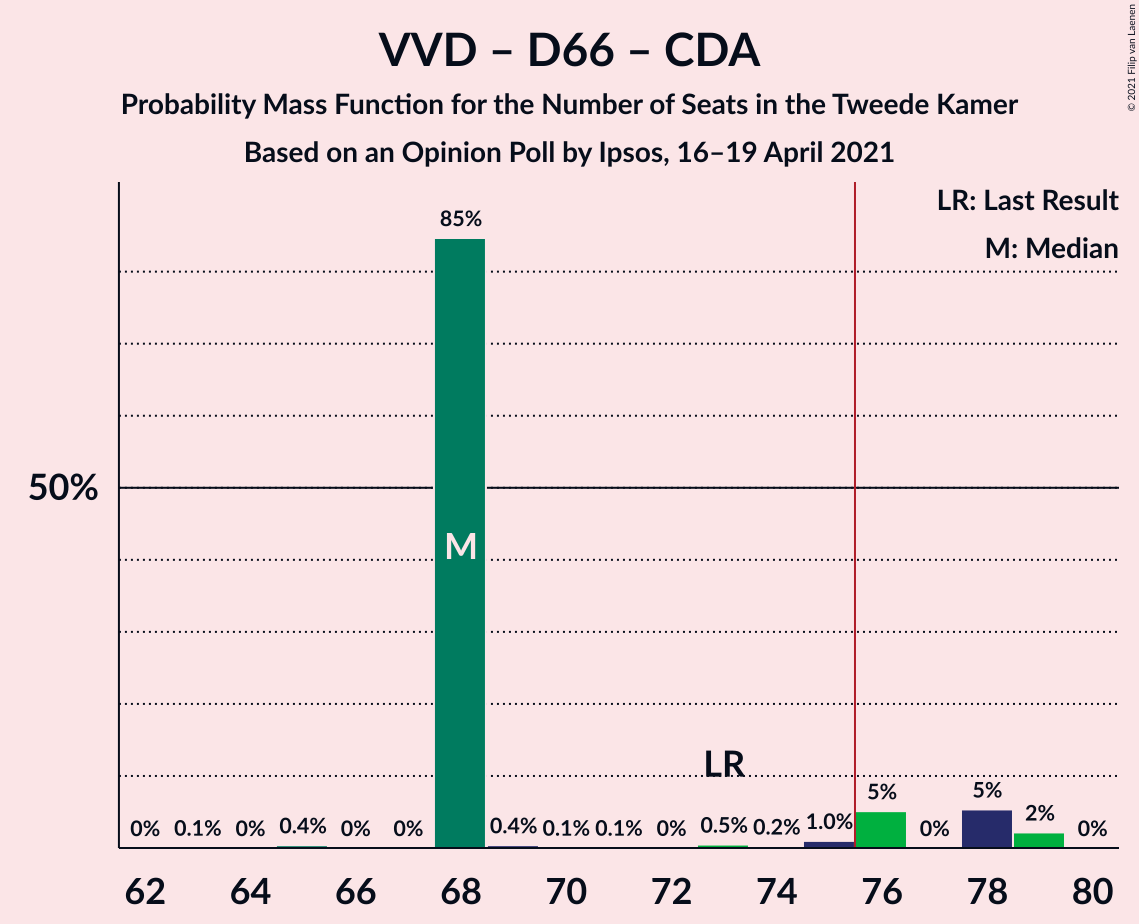 VVD – D66 – CDA
Probability Mass Function for the Number of Seats in the Tweede Kamer
Based on an Opinion Poll by Ipsos, 16–19 April 2021
© 2021 Filip van Laenen
LR: Last Result
M: Median
50%
85%
M
LR
0% 0.1% 0% 0.4% 0% 0% 0.4% 0.1% 0.1% 0% 0.5% 0.2% 1.0% 5% 0% 5% 2% 0%
62 64 66 68 70 72 74 76 78 80